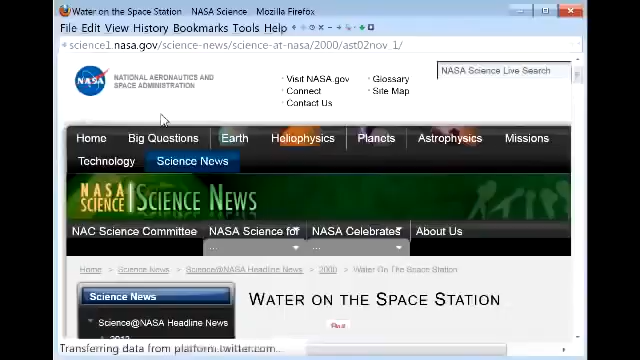 Water on the Space Station - NASA Science - Mozilla Firefox
File Edit View History Bookmarks Tools Help
science1.nasa.gov/science-news/science-at-nasa/2000/ast02nov_1/
NASA
NATIONAL AERONAUTICS AND
SPACE ADMINISTRATION
Visit NASA.gov
Connect
Contact Us
Glossary
Site Map
NASA Science Live Search
Home Big Questions Earth Heliophysics Planets Astrophysics Missions
Technology Science News
NASA
SCIENCE
Science News
NAC Science Committee NASA Science for NASA Celebrates About Us
... ...
Home Science News Science@NASA Headline News 2000 Water On The Space Station
Science News
Science@NASA Headline News
WATER ON THE SPACE STATION
Transferring data from platform.twitter.com...